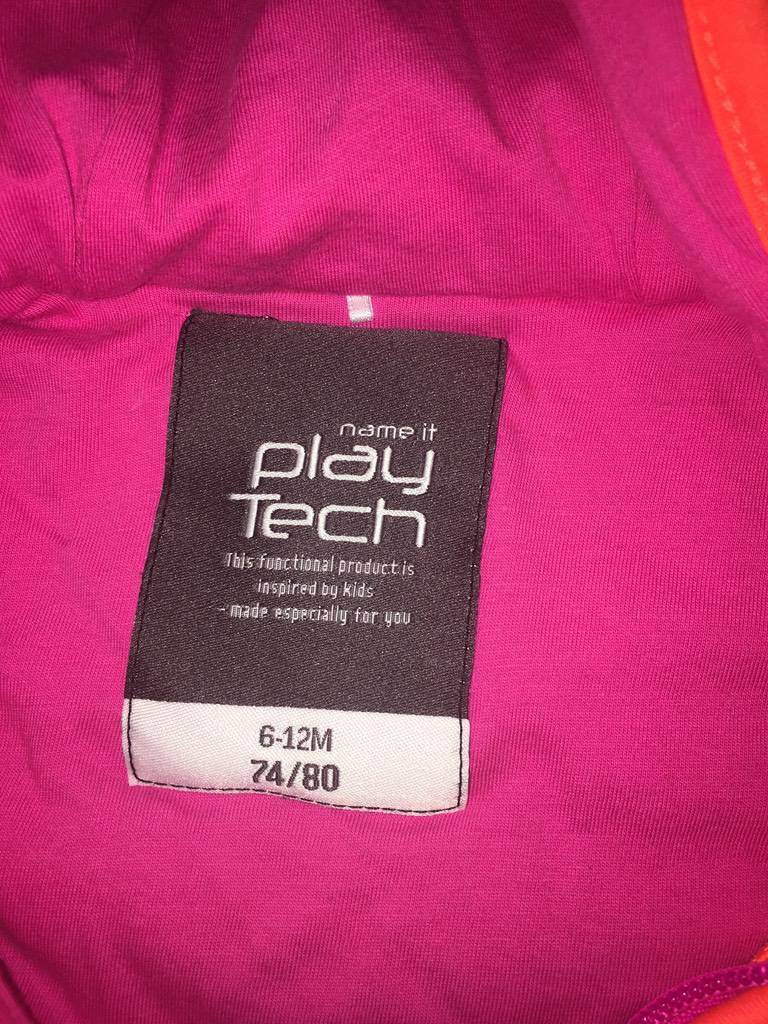 name it
play
Tech
This functional product is
inspired by kids
- made especially for you
6-12M
74/80